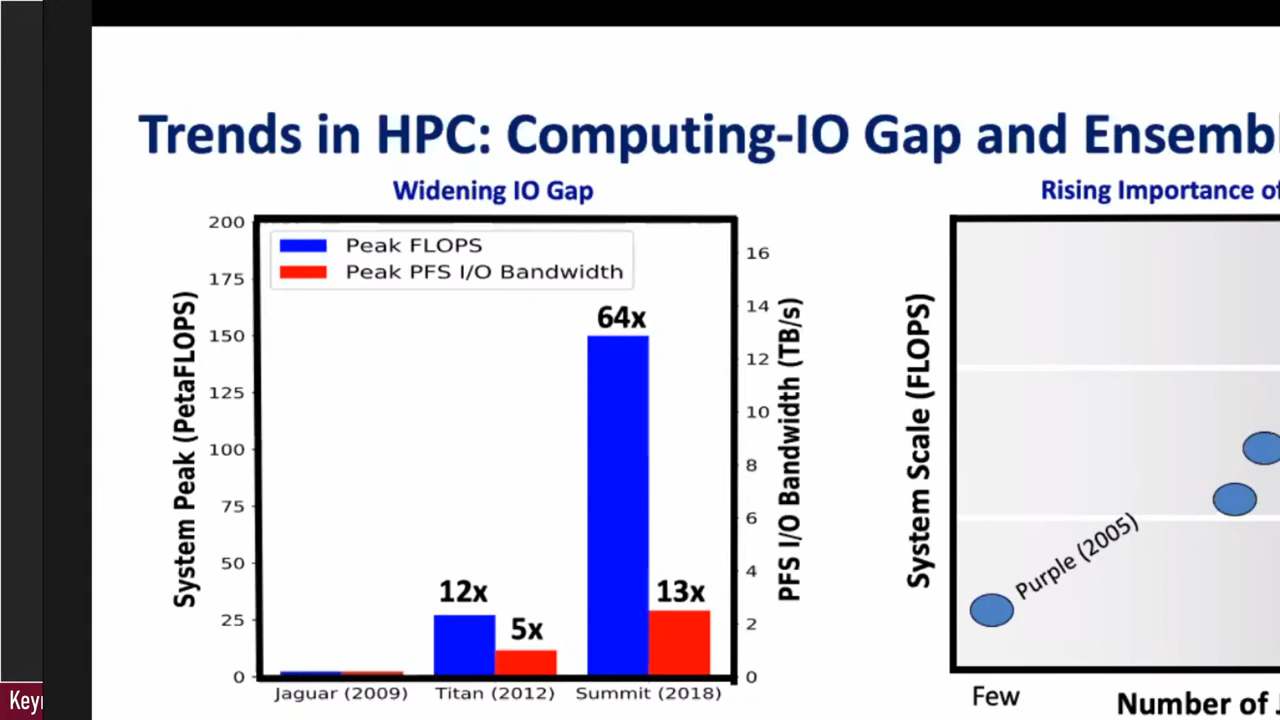 Trends in HPC: Computing-IO Gap and Ensemb
Widening IO Gap
200
175
150
125
100
75
50
25
0
System Peak (PetaFLOPS)
Peak FLOPS
Peak PFS I/O Bandwidth
64x
12x
13x
5x
16
14
12
10
8
6
4
2
0
PFS I/O Bandwidth (TB/s)
Jaguar (2009) Titan (2012) Summit (2018)
Rising Importance of
System Scale (FLOPS)
Purple (2005)
Few
Number of
Key